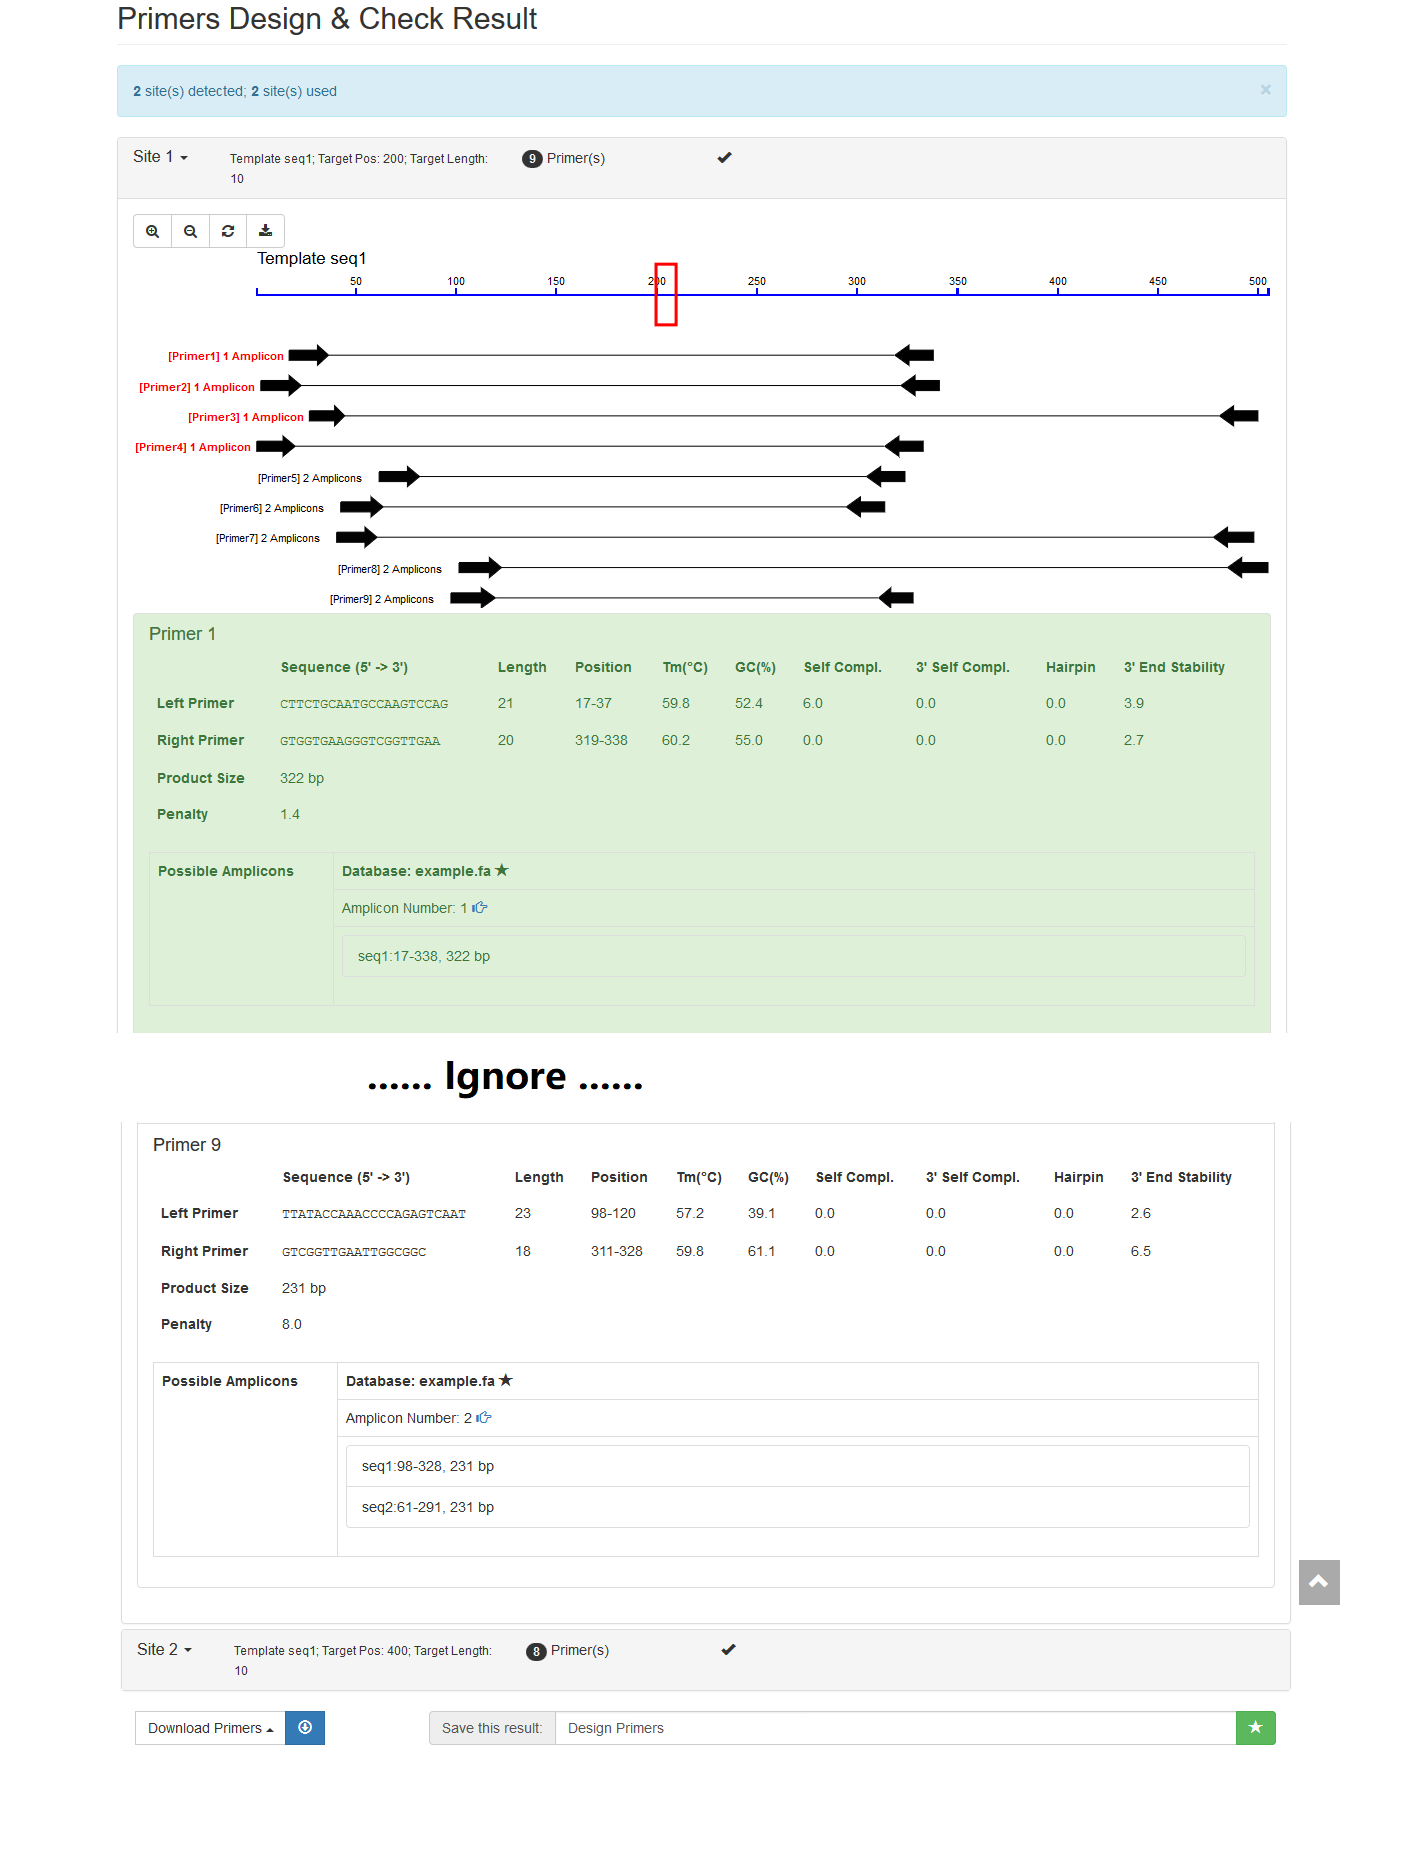 Primers Design & Check Result
2 site(s) detected; 2 site(s) used ×
Site 1 Template seq1; Target Pos: 200; Target Length: 9 Primer(s)
10
Template seq1
50 100 150 200 250 300 350 400 450 500
[Primer1] 1 Amplicon
[Primer2] 1 Amplicon
[Primer3] 1 Amplicon
[Primer4] 1 Amplicon
[Primer5] 2 Amplicons
[Primer6] 2 Amplicons
[Primer7] 2 Amplicons
[Primer8] 2 Amplicons
[Primer9] 2 Amplicons
Primer 1
Sequence (5' -> 3') Length Position Tm(°C) GC(%) Self Compl. 3' Self Compl. Hairpin 3' End Stability
Left Primer CTTCTGCAATGCCAAGTCCAG 21 17-37 59.8 52.4 6.0 0.0 0.0 3.9
Right Primer GTGGTGAAGGGTCGGTTGAA 20 319-338 60.2 55.0 0.0 0.0 0.0 2.7
Product Size 322 bp
Penalty 1.4
Possible Amplicons Database: example.fa ★
Amplicon Number: 1
seq1:17-338, 322 bp
...... Ignore ......
Primer 9
Sequence (5' -> 3') Length Position Tm(°C) GC(%) Self Compl. 3' Self Compl. Hairpin 3' End Stability
Left Primer TTATACCAAACCCCAGAGTCAAT 23 98-120 57.2 39.1 0.0 0.0 0.0 2.6
Right Primer GTCGGTTGAATTGGCGGC 18 311-328 59.8 61.1 0.0 0.0 0.0 6.5
Product Size 231 bp
Penalty 8.0
Possible Amplicons Database: example.fa ★
Amplicon Number: 2
seq1:98-328, 231 bp
seq2:61-291, 231 bp
Site 2 Template seq1; Target Pos: 400; Target Length: 8 Primer(s)
10
Download Primers Save this result: Design Primers